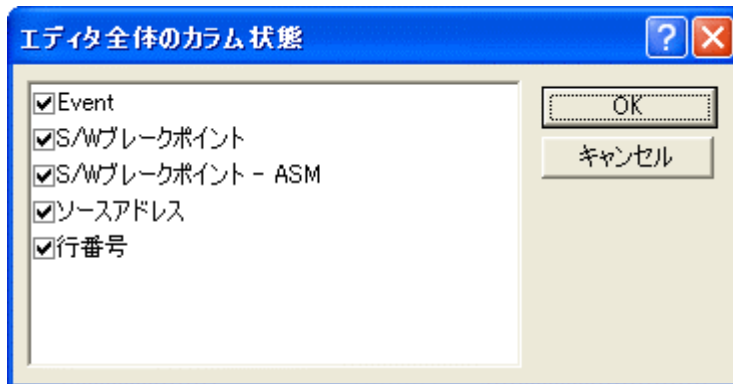 エディタ全体のカラム状態
Event
S/Wブレークポイント
S/Wブレークポイント - ASM
ソースアドレス
行番号
OK
キャンセル